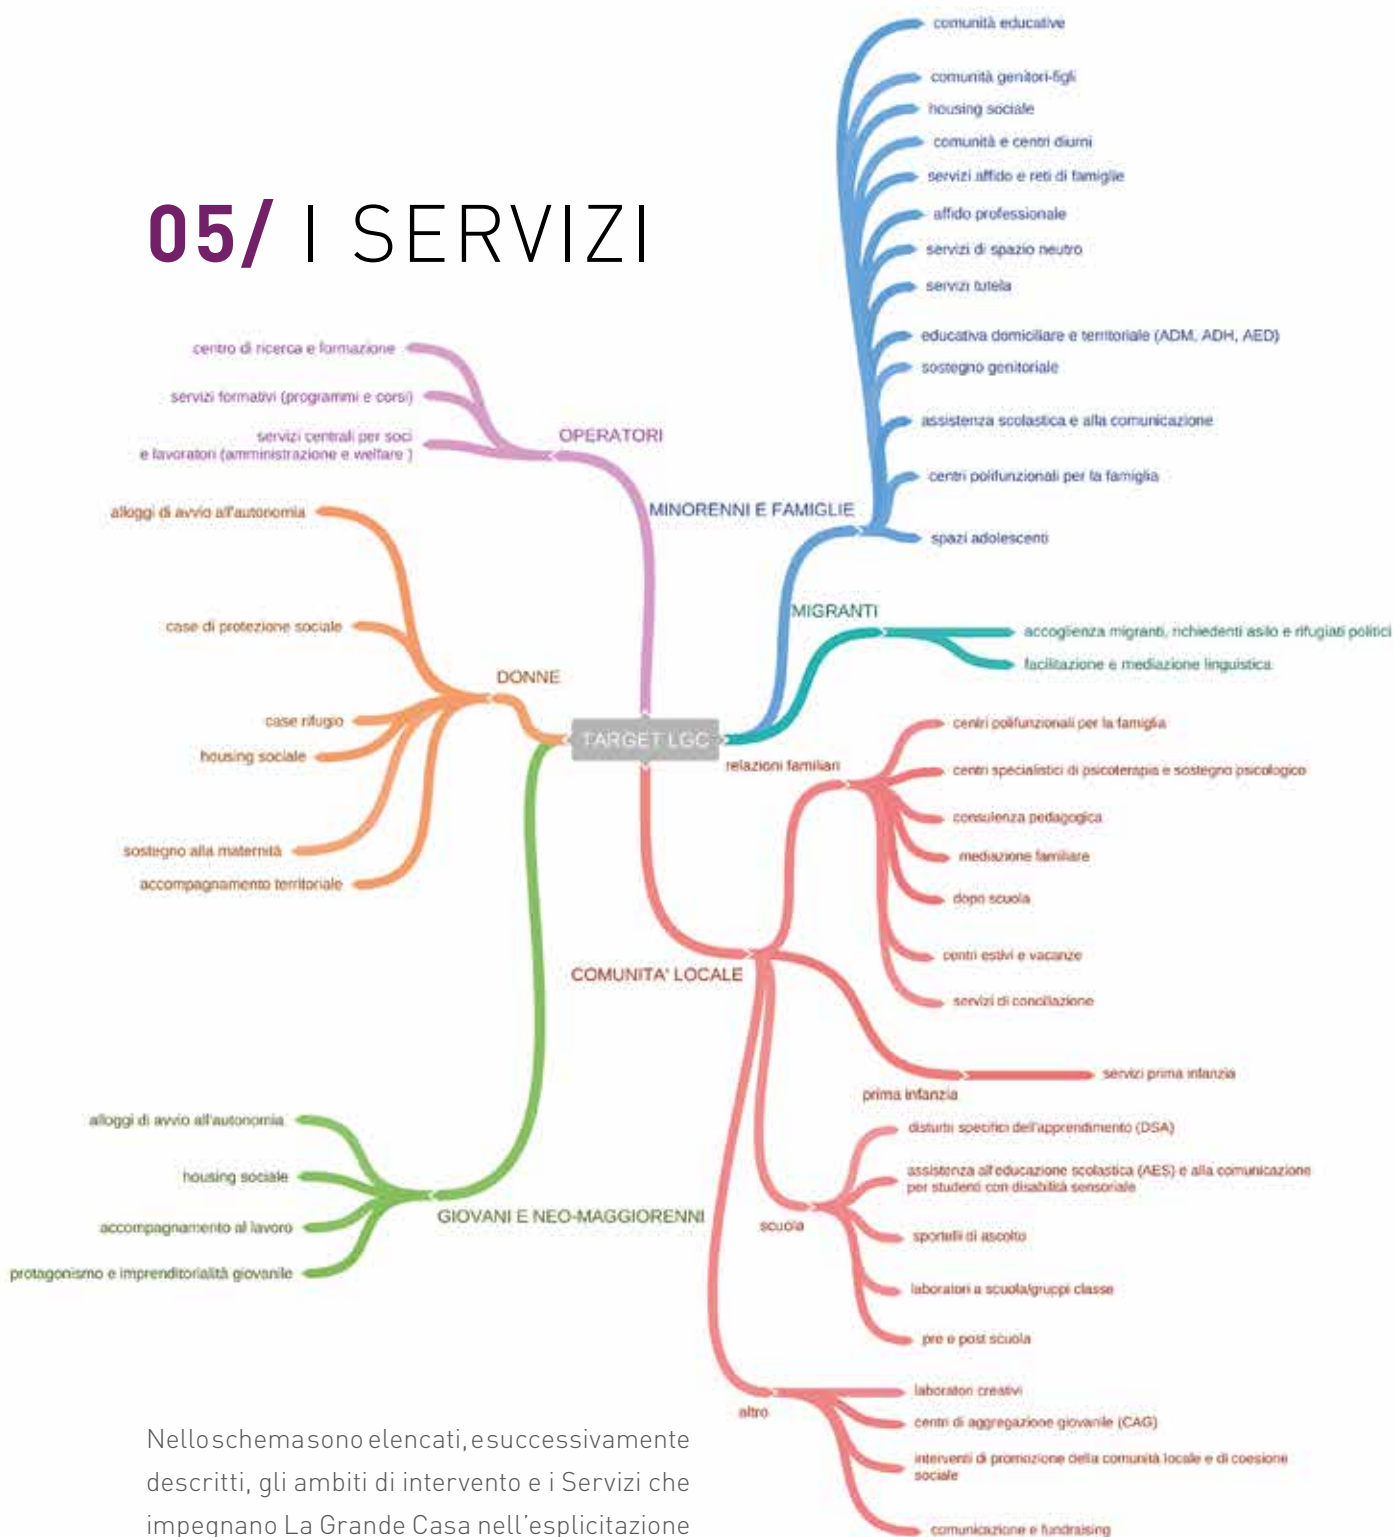 05/ I SERVIZI
TARGET LGC
OPERATORI
centro di ricerca e formazione
servizi formativi (programmi e corsi)
servizi centrali per soci
e lavoratori (amministrazione e welfare )
MINORENNI E FAMIGLIE
comunità educative
comunità genitori-figli
housing sociale
comunità e centri diurni
servizi affido e reti di famiglie
affido professionale
servizi di spazio neutro
servizi tutela
educativa domiciliare e territoriale (ADM, ADH, AED)
sostegno genitoriale
assistenza scolastica e alla comunicazione
centri polifunzionali per la famiglia
spazi adolescenti
MIGRANTI
accoglienza migranti, richiedenti asilo e rifugiati politici
facilitazione e mediazione linguistica
DONNE
alloggi di avvio all'autonomia
case di protezione sociale
case rifugio
housing sociale
sostegno alla maternità
accompagnamento territoriale
COMUNITA' LOCALE
relazioni familiari
centri polifunzionali per la famiglia
centri specialistici di psicoterapia e sostegno psicologico
consulenza pedagogica
mediazione familiare
dopo scuola
centri estivi e vacanze
servizi di conciliazione
prima infanzia
servizi prima infanzia
scuola
disturbi specifici dell'apprendimento (DSA)
assistenza all'educazione scolastica (AES) e alla comunicazione
per studenti con disabilità sensoriale
sportelli di ascolto
laboratori a scuola/gruppi classe
pre e post scuola
altro
laboratori creativi
centri di aggregazione giovanile (CAG)
interventi di promozione della comunità locale e di coesione
sociale
comunicazione e fundraising
GIOVANI E NEO-MAGGIORENNI
alloggi di avvio all'autonomia
housing sociale
accompagnamento al lavoro
protagonismo e imprenditorialità giovanile
Nello schema sono elencati, e successivamente
descritti, gli ambiti di intervento e i Servizi che
impegnano La Grande Casa nell'esplicitazione